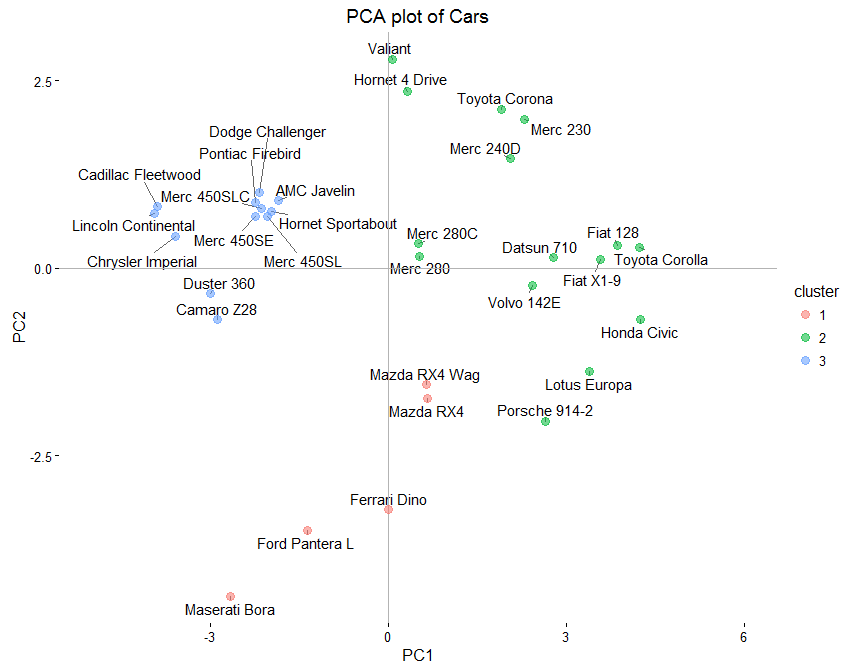 PCA plot of Cars
Valiant
Hornet 4 Drive
2.5
Toyota Corona
Merc 230
Dodge Challenger
Merc 240D
Pontiac Firebird
Cadillac Fleetwood
AMC Javelin
Merc 450SLC
Lincoln Continental
Hornet Sportabout
Merc 280C
Fiat 128
Merc 450SE
Datsun 710
Chrysler Imperial
Merc 450SL
Toyota Corolla
0.0
Merc 280
Fiat X1-9
Duster 360
cluster
Volvo 142E
Camaro Z28
1
PC2
Honda Civic
2
3
Mazda RX4 Wag
Lotus Europa
Mazda RX4
Porsche 914-2
-2.5
Ferrari Dino
Ford Pantera L
Maserati Bora
-3
0
3
6
PC1